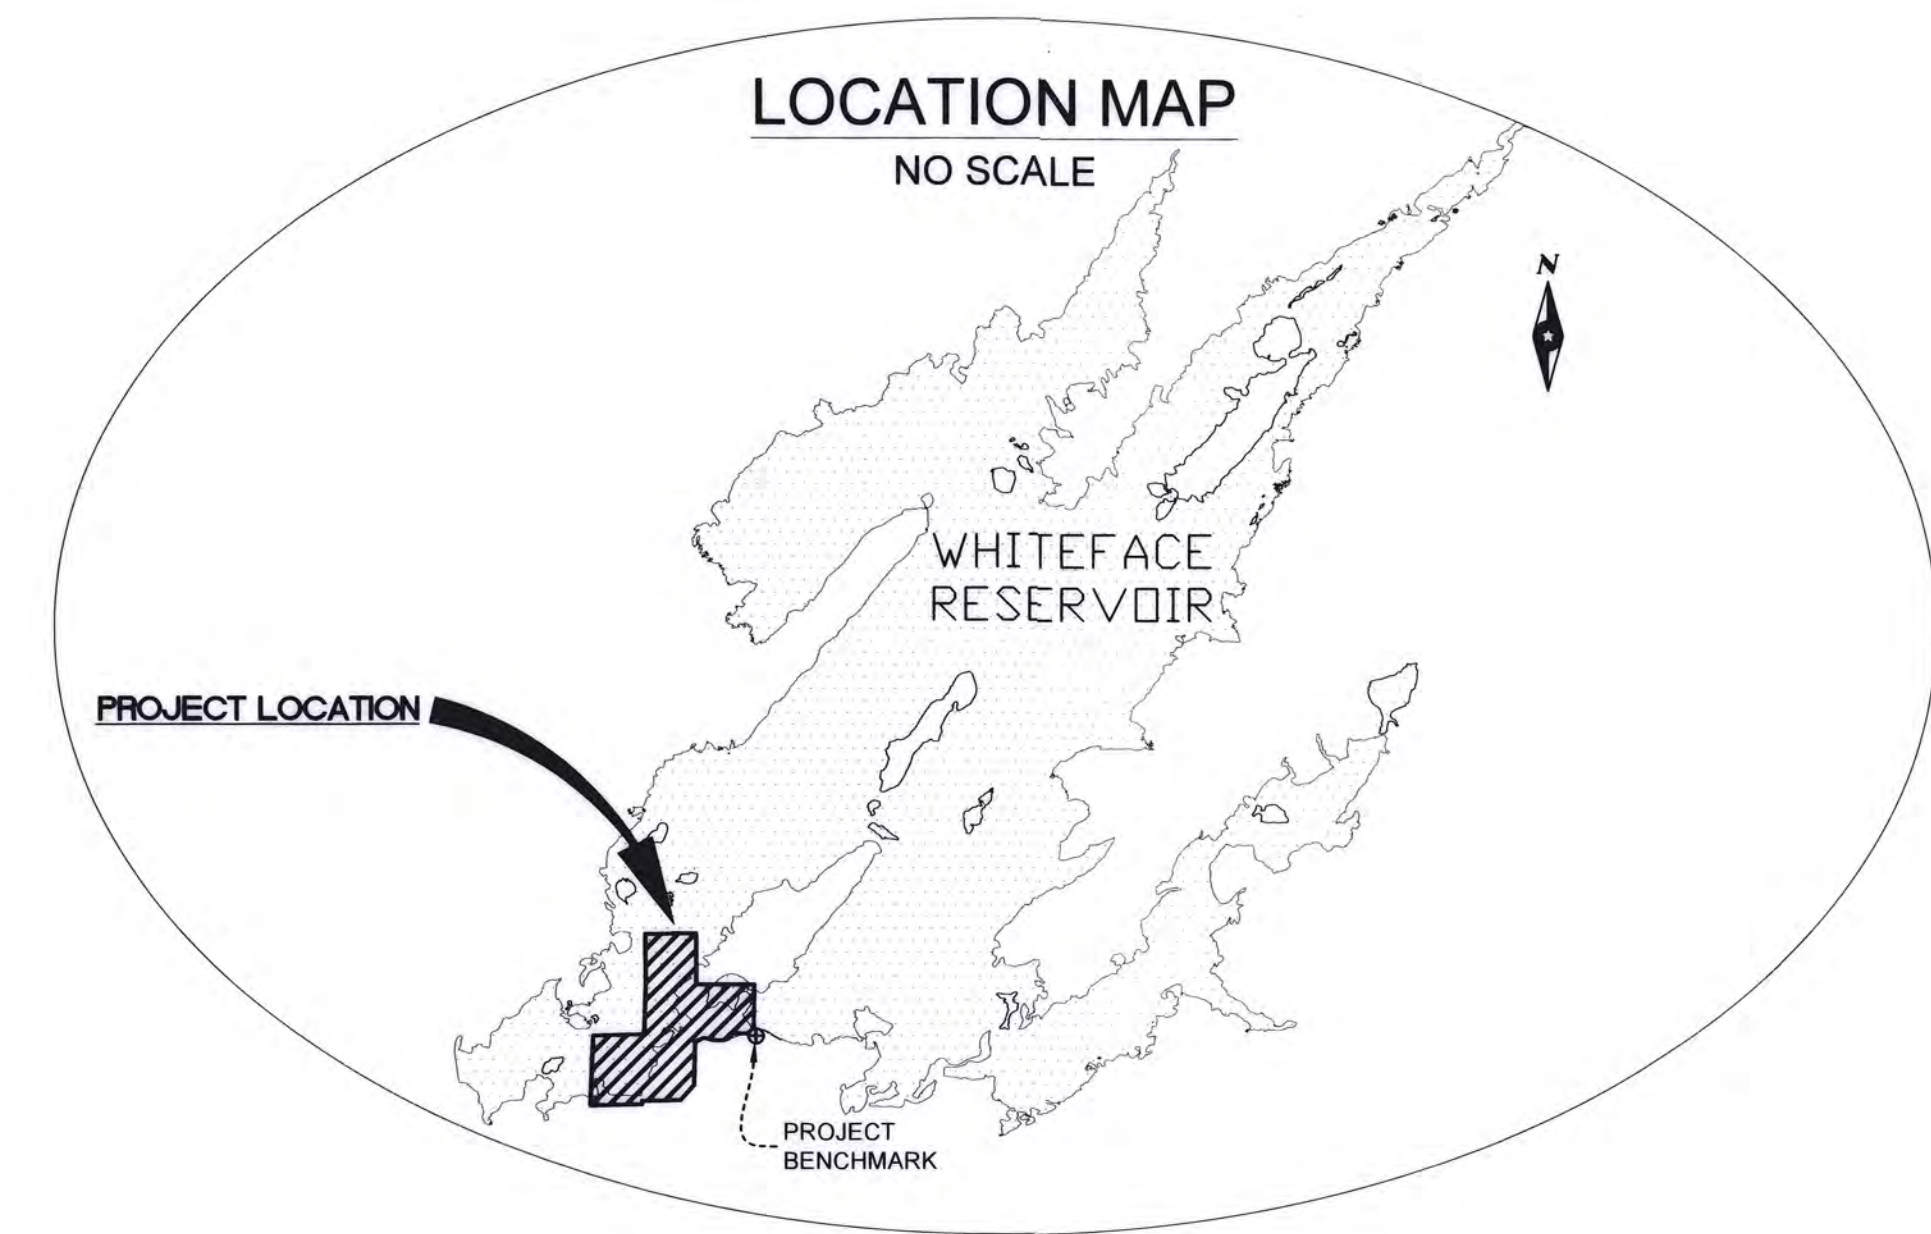 LOCATION MAP
NO SCALE
N
WHITEFACE
RESERVOIR
PROJECT LOCATION
PROJECT
BENCHMARK